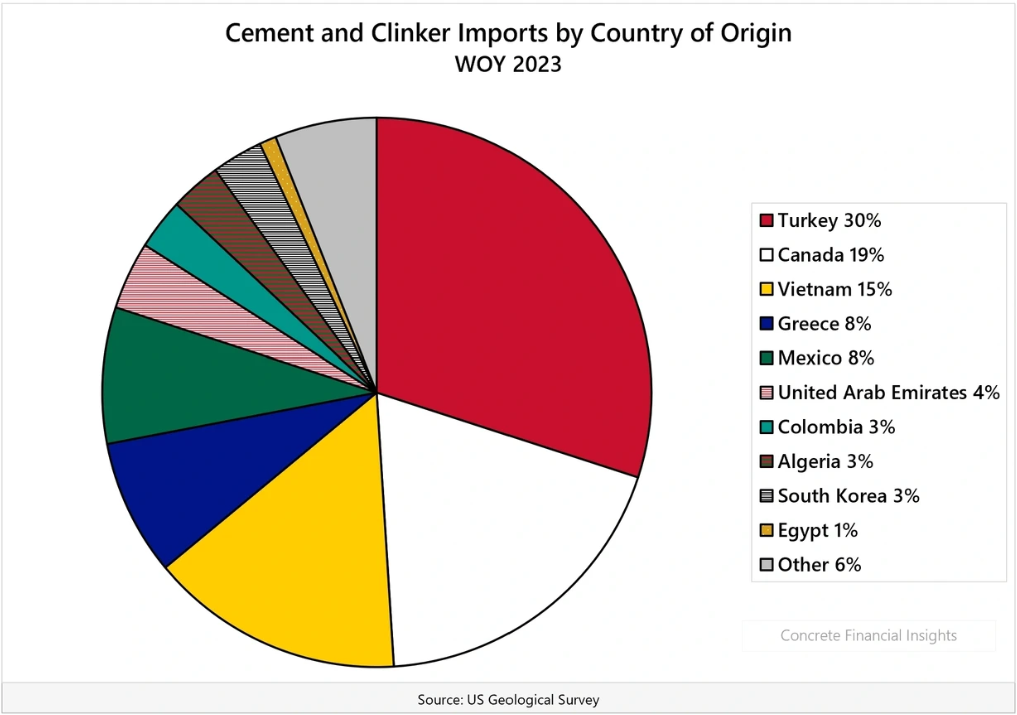 Cement and Clinker Imports by Country of Origin
WOY 2023
Turkey 30%
Canada 19%
Vietnam 15%
Greece 8%
Mexico 8%
United Arab Emirates 4%
Colombia 3%
Algeria 3%
South Korea 3%
Egypt 1%
Other 6%
Concrete Financial Insights
Source: US Geological Survey